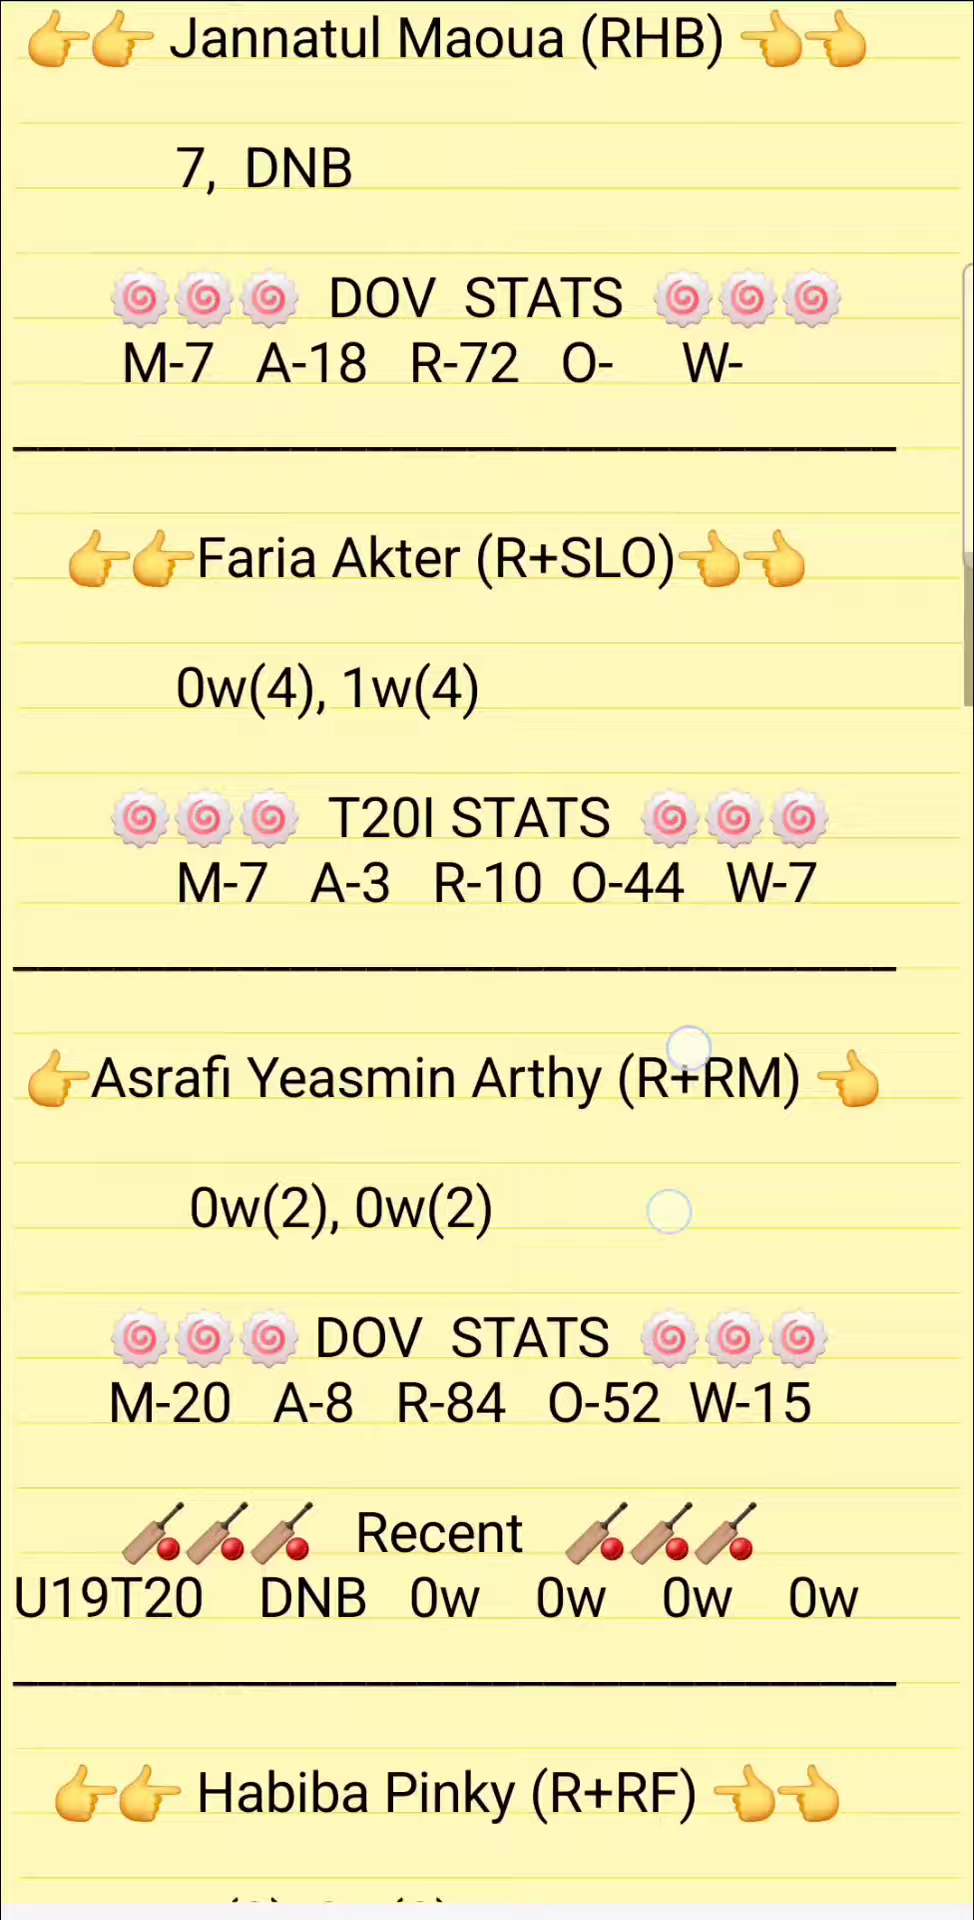 👉👉 Jannatul Maoua (RHB) 👈👈
7, DNB
🍥🍥🍥 DOV STATS 🍥🍥🍥
M-7 A-18 R-72 O- W-
👉👉Faria Akter (R+SLO)👈👈
0w(4), 1w(4)
🍥🍥🍥 T20I STATS 🍥🍥🍥
M-7 A-3 R-10 O-44 W-7
👉Asrafi Yeasmin Arthy (R+RM) 👈
0w(2), 0w(2)
🍥🍥🍥 DOV STATS 🍥🍥🍥
M-20 A-8 R-84 O-52 W-15
🏏🏏🏏 Recent 🏏🏏🏏
U19T20 DNB 0w 0w 0w 0w
👉👉 Habiba Pinky (R+RF) 👈👈